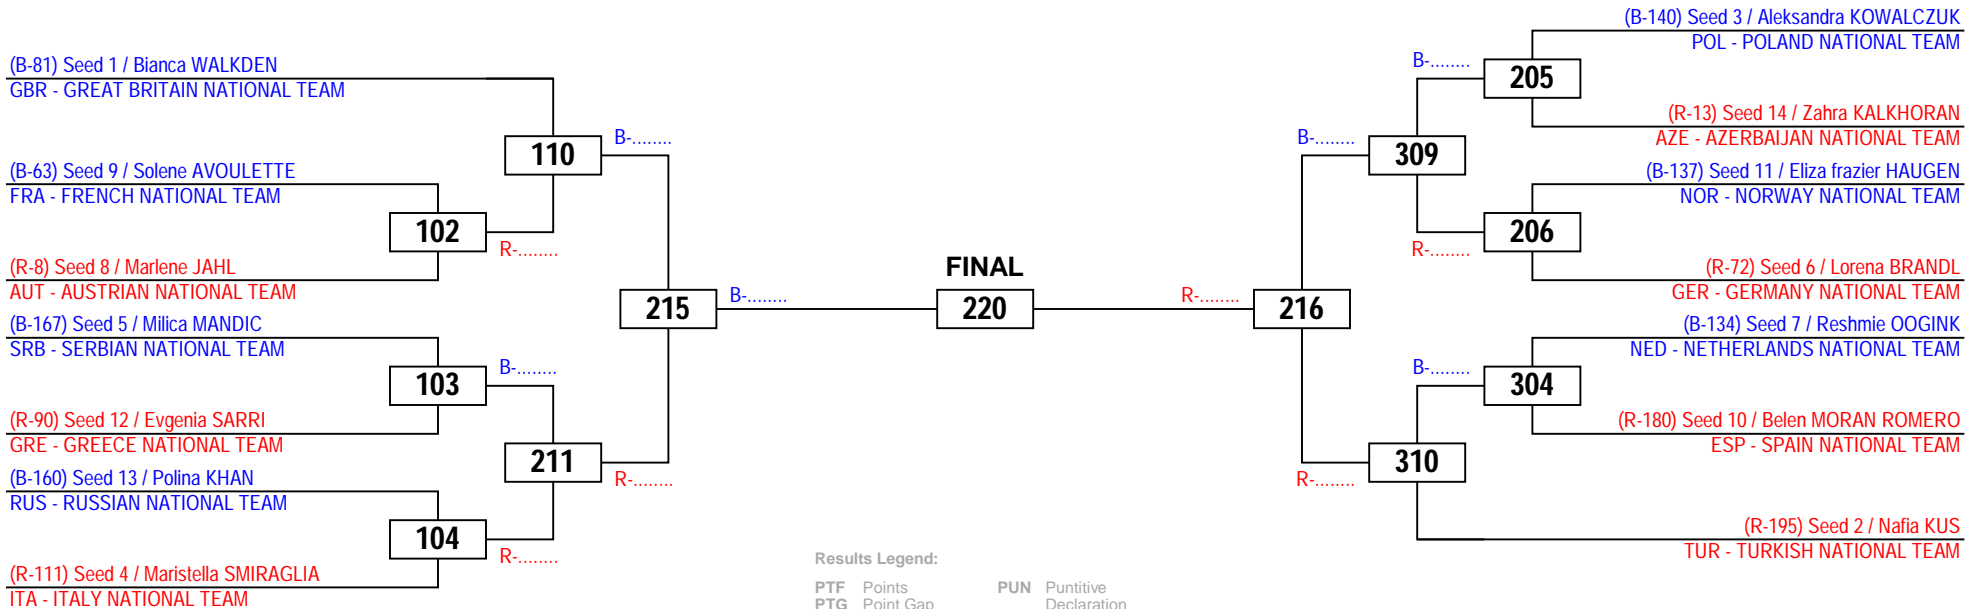 (B-81) Seed 1 / Bianca WALKDEN
GBR - GREAT BRITAIN NATIONAL TEAM
(B-63) Seed 9 / Solene AVOULETTE
FRA - FRENCH NATIONAL TEAM
(R-8) Seed 8 / Marlene JAHL
AUT - AUSTRIAN NATIONAL TEAM
(B-167) Seed 5 / Milica MANDIC
SRB - SERBIAN NATIONAL TEAM
(R-90) Seed 12 / Evgenia SARRI
GRE - GREECE NATIONAL TEAM
(B-160) Seed 13 / Polina KHAN
RUS - RUSSIAN NATIONAL TEAM
(R-111) Seed 4 / Maristella SMIRAGLIA
ITA - ITALY NATIONAL TEAM
102
103
104
R-........
B-........
R-........
110
211
B-........
R-........
215
B-........
FINAL
220
R-........
216
B-........
R-........
309
310
B-........
R-........
B-........
205
206
304
(B-140) Seed 3 / Aleksandra KOWALCZUK
POL - POLAND NATIONAL TEAM
(R-13) Seed 14 / Zahra KALKHORAN
AZE - AZERBAIJAN NATIONAL TEAM
(B-137) Seed 11 / Eliza frazier HAUGEN
NOR - NORWAY NATIONAL TEAM
(R-72) Seed 6 / Lorena BRANDL
GER - GERMANY NATIONAL TEAM
(B-134) Seed 7 / Reshmie OOGINK
NED - NETHERLANDS NATIONAL TEAM
(R-180) Seed 10 / Belen MORAN ROMERO
ESP - SPAIN NATIONAL TEAM
(R-195) Seed 2 / Nafia KUS
TUR - TURKISH NATIONAL TEAM
Results Legend:
PTF Points
PTG Point Gap
PUN Puntitive
Declaration